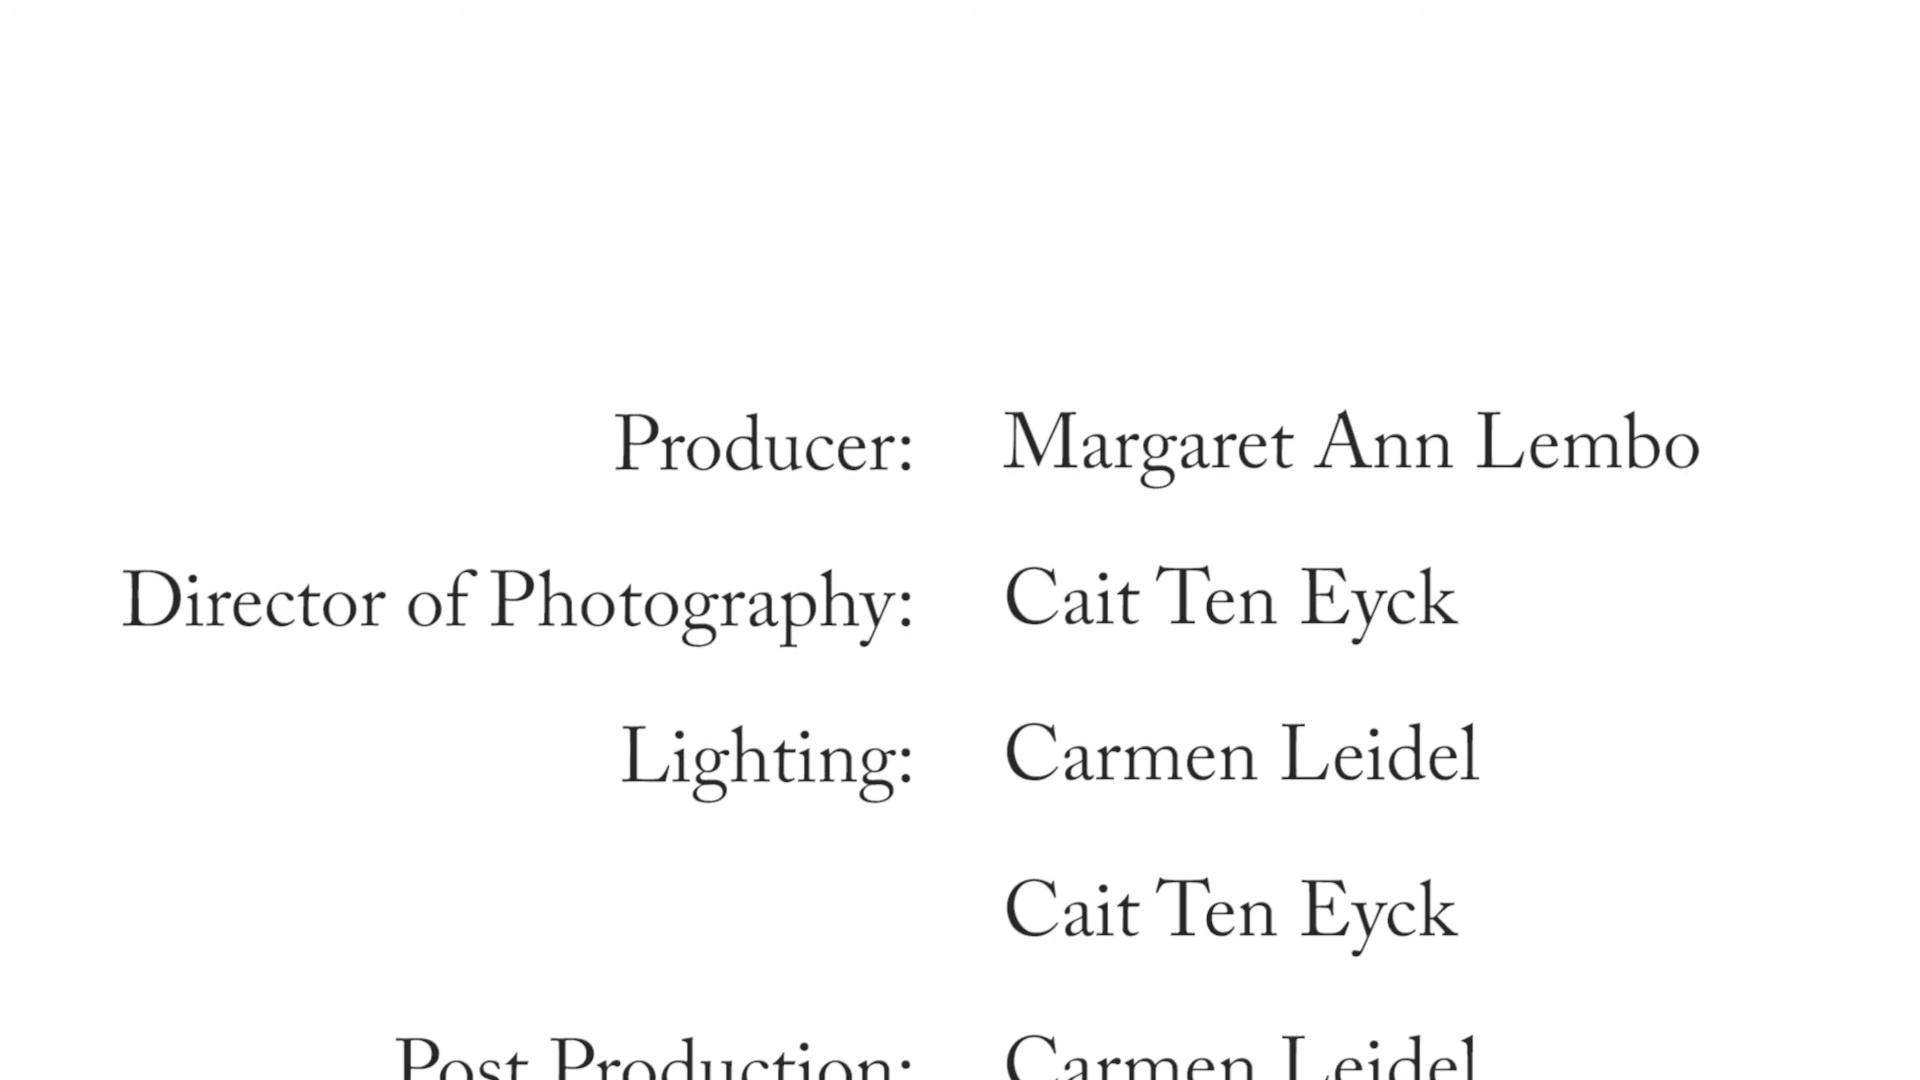 Producer: Margaret Ann Lembo
Director of Photography: Cait Ten Eyck
Lighting: Carmen Leidel
Cait Ten Eyck
Post Production: Carmen Leidel